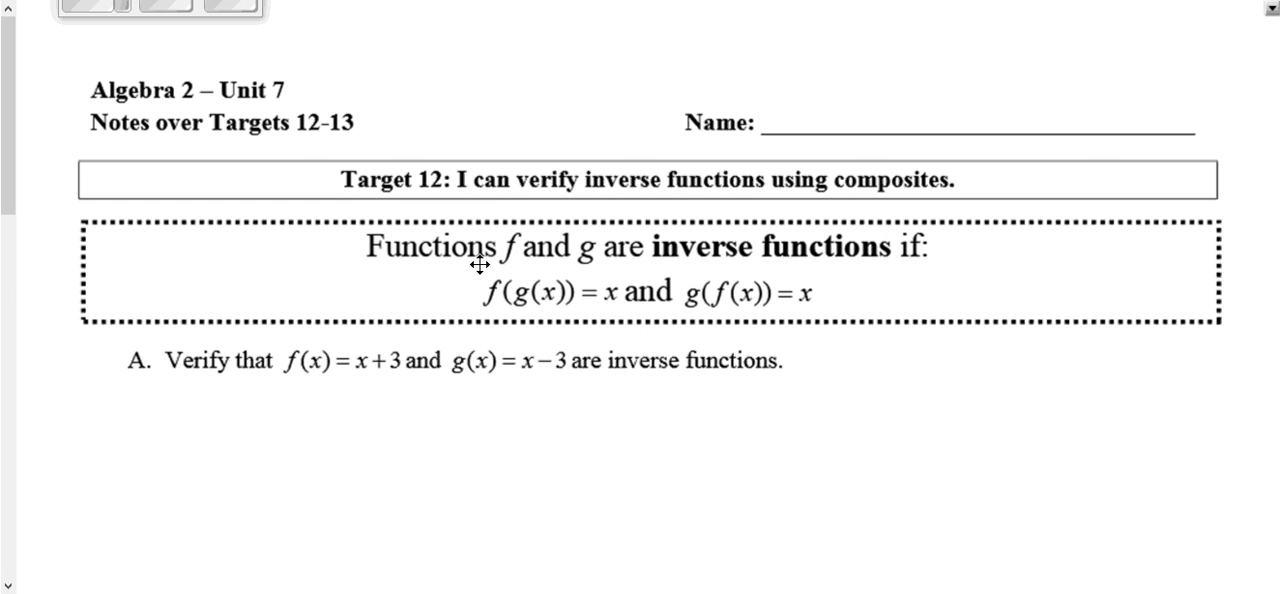 Algebra 2 – Unit 7
Notes over Targets 12-13
Name: ____________________
Target 12: I can verify inverse functions using composites.
Functions f and g are inverse functions if:
f(g(x)) = x and g(f(x)) = x
A. Verify that f(x) = x + 3 and g(x) = x − 3 are inverse functions.